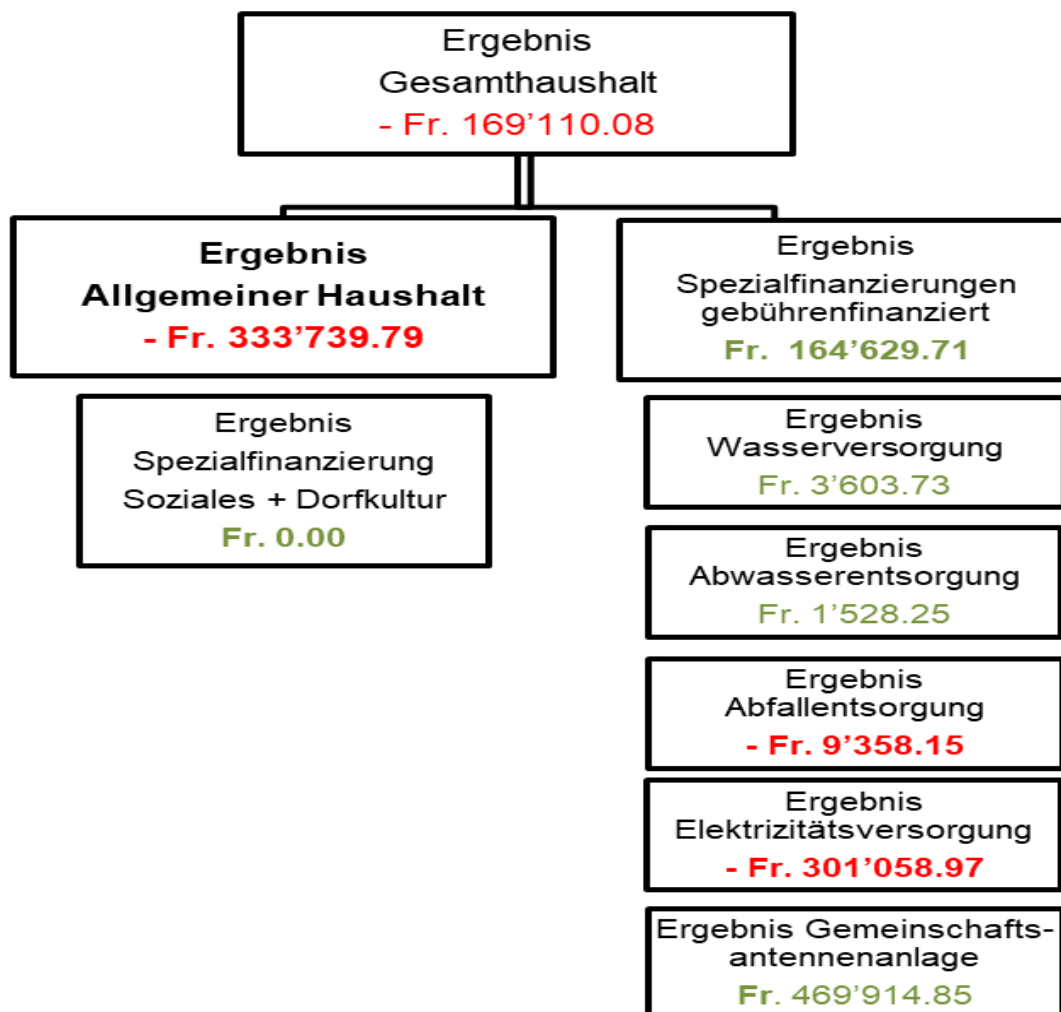 Ergebnis
Gesamthaushalt
- Fr. 169’110.08
Ergebnis
Allgemeiner Haushalt
- Fr. 333’739.79
Ergebnis
Spezialfinanzierung
Soziales + Dorfkultur
Fr. 0.00
Ergebnis
Spezialfinanzierungen
gebührenfinanziert
Fr. 164’629.71
Ergebnis
Wasserversorgung
Fr. 3’603.73
Ergebnis
Abwasserentsorgung
Fr. 1’528.25
Ergebnis
Abfallentsorgung
- Fr. 9’358.15
Ergebnis
Elektrizitätsversorgung
- Fr. 301’058.97
Ergebnis Gemeinschafts-
antennenanlage
Fr. 469’914.85